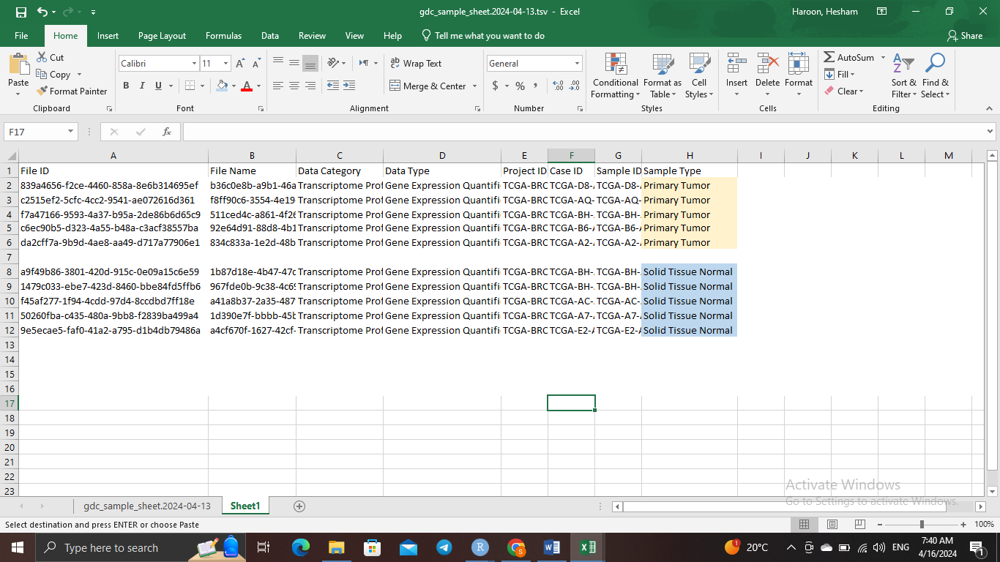 gdc_sample_sheet.2024-04-13.tsv - Excel
Haroon, Hesham
File Home Insert Page Layout Formulas Data Review View Help Tell me what you want to do Share
Paste Cut Copy Format Painter Clipboard
Calibri 11 B I U A Font
Wrap Text Merge & Center Alignment
General $ % , Number
Conditional Formatting Format as Table Cell Styles Styles
Insert Delete Format Cells
AutoSum Fill Clear Sort & Filter Find & Select Editing
F17 fx
A B C D E F G H I J K L M
1 File ID File Name Data Category Data Type Project ID Case ID Sample ID Sample Type
2 839a4656-f2ce-4460-858a-8e6b314695ef b36c0e8b-a9b1-46a Transcriptome Prof Gene Expression Quantifi TCGA-BRC TCGA-D8- TCGA-D8- Primary Tumor
3 c2515ef2-5cfc-4cc2-9541-ae072616d361 f8ff90c6-3554-4e19 Transcriptome Prof Gene Expression Quantifi TCGA-BRC TCGA-AQ- TCGA-AQ- Primary Tumor
4 f7a47166-9593-4a37-b95a-2de86b6d65c9 511ced4c-a861-4f26 Transcriptome Prof Gene Expression Quantifi TCGA-BRC TCGA-BH- TCGA-BH- Primary Tumor
5 c6ec90b5-d323-4a55-b48a-c3acf38557ba 92e64d91-88d8-4b1 Transcriptome Prof Gene Expression Quantifi TCGA-BRC TCGA-B6- TCGA-B6- Primary Tumor
6 da2cff7a-9b9d-4ae8-aa49-d717a77906e1 834c833a-1e2d-48b Transcriptome Prof Gene Expression Quantifi TCGA-BRC TCGA-A2- TCGA-A2- Primary Tumor
7
8 a9f49b86-3801-420d-915c-0e09a15c6e59 1b87d18e-4b47-47c Transcriptome Prof Gene Expression Quantifi TCGA-BRC TCGA-BH- TCGA-BH- Solid Tissue Normal
9 1479c033-ebe7-423d-8460-bbe84fd5ffb6 967fde0b-9c38-4c69 Transcriptome Prof Gene Expression Quantifi TCGA-BRC TCGA-BH- TCGA-BH- Solid Tissue Normal
10 f45af277-1f94-4cdd-97d4-8ccdbd7ff18e a41a8b37-2a35-487 Transcriptome Prof Gene Expression Quantifi TCGA-BRC TCGA-AC- TCGA-AC- Solid Tissue Normal
11 50260fba-c435-480a-9bb8-f2839ba499a4 1d390e7f-bbbb-45b Transcriptome Prof Gene Expression Quantifi TCGA-BRC TCGA-A7- TCGA-A7- Solid Tissue Normal
12 9e5ecae5-faf0-41a2-a795-d1b4db79486a a4cf670f-1627-42cf- Transcriptome Prof Gene Expression Quantifi TCGA-BRC TCGA-E2- TCGA-E2- Solid Tissue Normal
13
14
15
16
17
18
19
20
21
22
23
Activate Windows
Go to Settings to activate Windows.
gdc_sample_sheet.2024-04-13 Sheet1
Select destination and press ENTER or choose Paste 100%
Type here to search 20°C ENG 7:40 AM
4/16/2024